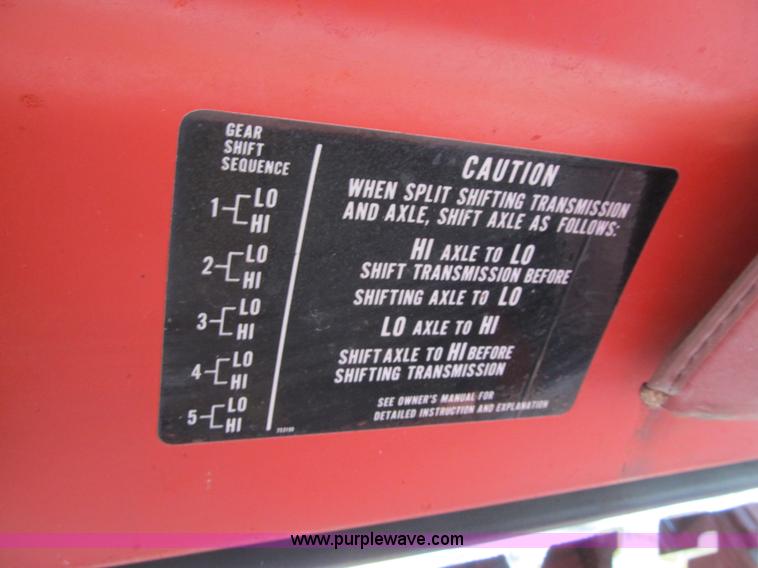 GEAR
SHIFT
SEQUENCE
1 LO
HI
2 LO
HI
3 LO
HI
4 LO
HI
5 LO
HI
CAUTION
WHEN SPLIT SHIFTING TRANSMISSION
AND AXLE, SHIFT AXLE AS FOLLOWS:
HI AXLE TO LO
SHIFT TRANSMISSION BEFORE
SHIFTING AXLE TO LO
LO AXLE TO HI
SHIFT AXLE TO HI BEFORE
SHIFTING TRANSMISSION
SEE OWNER'S MANUAL FOR
DETAILED INSTRUCTION AND EXPLANATION
www.purplewave.com